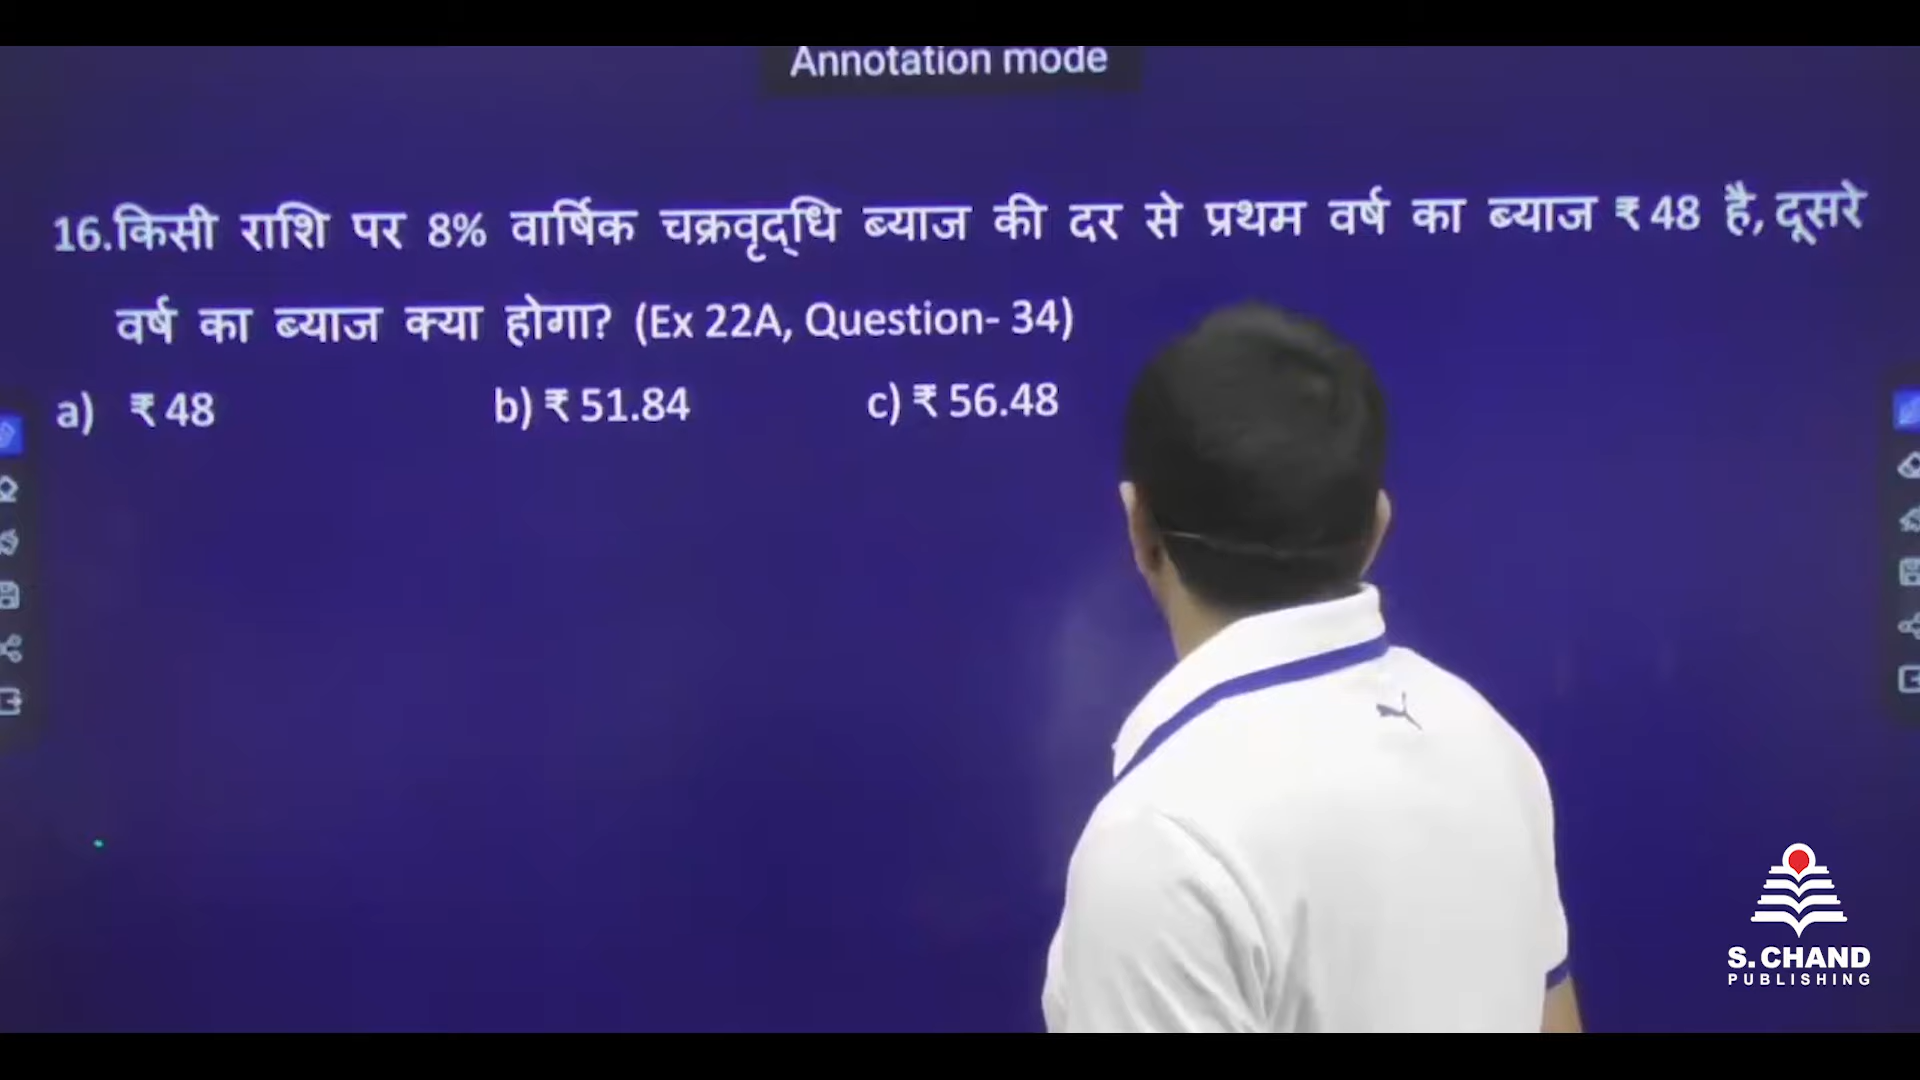 Annotation mode
16.किसी राशि पर 8% वार्षिक चक्रवृद्धि ब्याज की दर से प्रथम वर्ष का ब्याज ₹ 48 है, दूसरे
वर्ष का ब्याज क्या होगा? (Ex 22A, Question- 34)
a) ₹ 48 b) ₹ 51.84 c) ₹ 56.48
S. CHAND
PUBLISHING